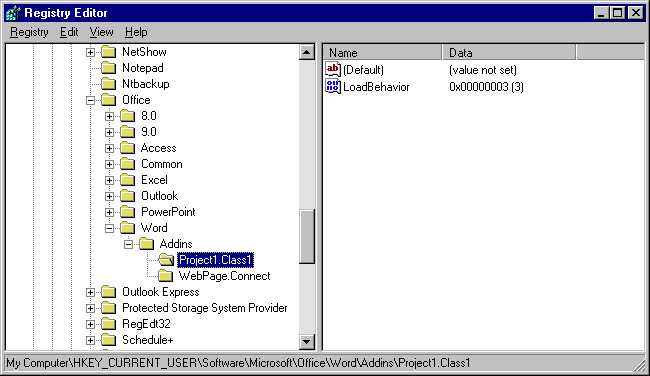 Registry Editor
Registry Edit View Help
NetShow
Notepad
Ntbackup
Office
8.0
9.0
Access
Common
Excel
Outlook
PowerPoint
Word
Addins
Project1.Class1
WebPage.Connect
Outlook Express
Protected Storage System Provider
RegEdt32
Schedule+
Name Data
(Default) (value not set)
LoadBehavior 0x00000003 (3)
My Computer\HKEY_CURRENT_USER\Software\Microsoft\Office\Word\Addins\Project1.Class1